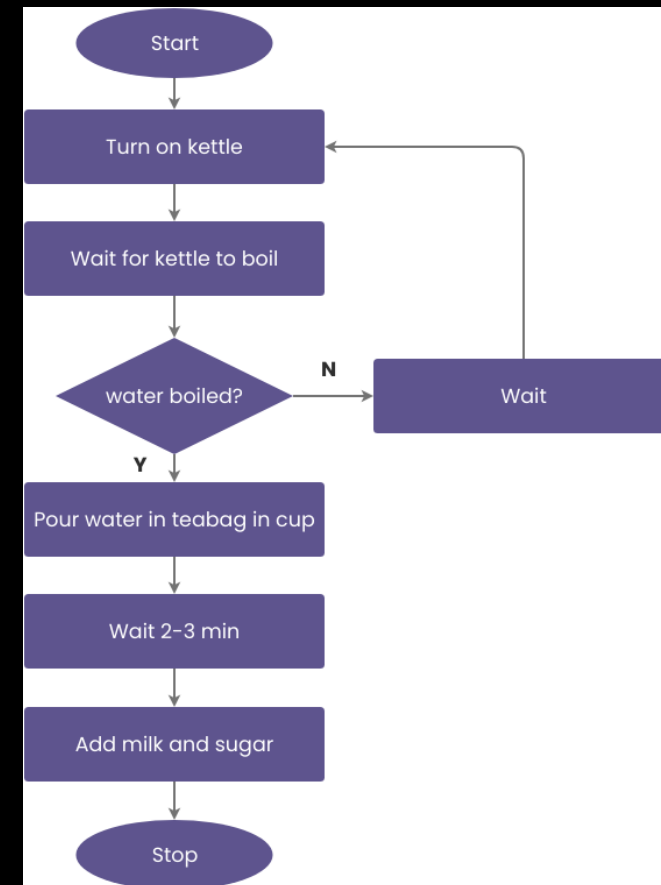 Start
Turn on kettle
Wait for kettle to boil
water boiled?
N
Wait
Y
Pour water in teabag in cup
Wait 2-3 min
Add milk and sugar
Stop